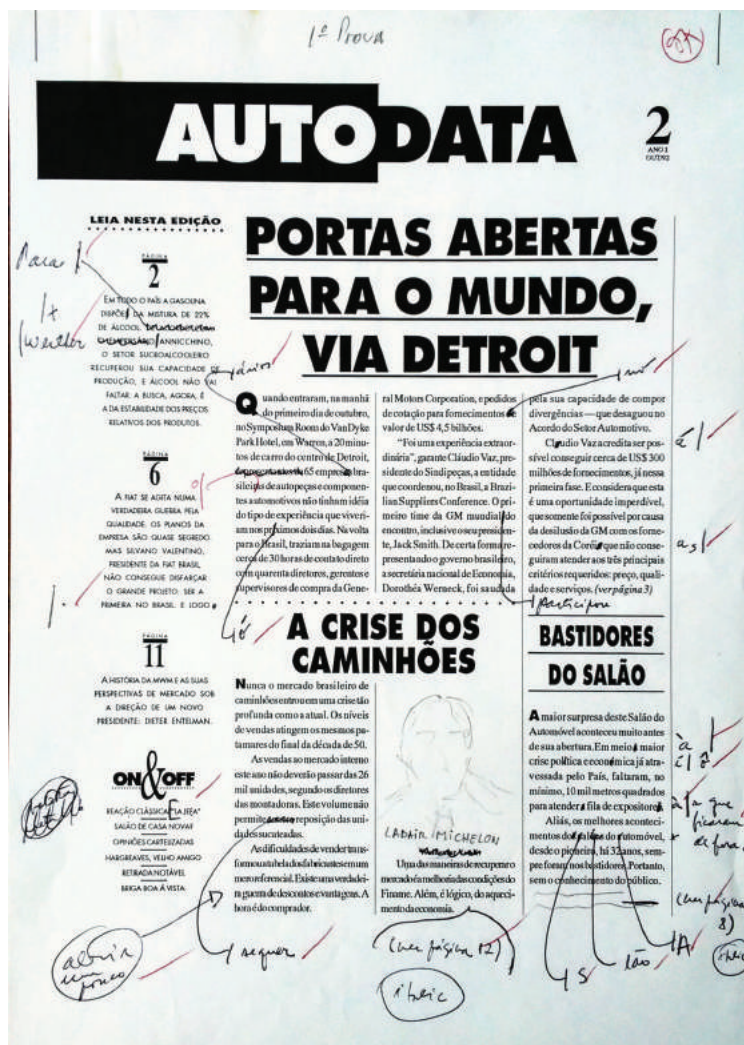 1ª Prova
AUTODATA
2
ANO I
OUT/92
LEIA NESTA EDIÇÃO
PÁGINA
2
EM TODO O PAÍS A GASOLINA
DA MISTURA DE 22%
DE ÁLCOOL
ANNICCHINO,
O SETOR SUCROALCOOLEIRO
RECUPEROU SUA CAPACIDADE DE
PRODUÇÃO, E ÁLCOOL NÃO VAI
FALTAR. A BUSCA, AGORA, É
A DA ESTABILIDADE DOS PREÇOS
RELATIVOS DOS PRODUTOS.
PÁGINA
6
A FIAT SE AGITA NUMA
VERDADEIRA GUERRA PELA
QUALIDADE. OS PLANOS DA
EMPRESA SÃO QUASE SEGREDO
MAS SILVANO VALENTINO,
PRESIDENTE DA FIAT BRASIL,
NÃO CONSEGUE DISFARÇAR
O GRANDE PROJETO: SER A
PRIMEIRA NO BRASIL. E LOGO
PÁGINA
11
A HISTÓRIA DA MWM E AS SUAS
PERSPECTIVAS DE MERCADO SOB
A DIREÇÃO DE UM NOVO
PRESIDENTE: DIETER ENTELMAN.
ON&OFF
REAÇÃO CLÁSSICA
SALÃO DE CASA NOVA
OPINIÕES CARTELIZADAS
HARGREAVES, VELHO AMIGO
RETIRADA NOTÁVEL
BRIGA BOA À VISTA
abrir
um
pouco
PORTAS ABERTAS
PARA O MUNDO,
VIA DETROIT
vários
Quando entraram, na manhã
do primeiro dia de outubro,
no Symposium Room do Van Dyke
Park Hotel, em Warren, a 20 minu-
tos de carro do centro de Detroit,
65 empresas bra-
sileiras de autopeças e componen-
tes automotivos não tinham idéia
do tipo de experiência que viveri-
am nos próximos dois dias. Na volta
para o Brasil, traziam na bagagem
cerca de 30 horas de contato direto
com quarenta diretores, gerentes e
supervisores de compra da Gene-
ral Motors Corporation, e pedidos
de cotação para fornecimentos
valor de US$ 4,5 bilhões.
"Foi uma experiência extraor-
dinária", garante Cláudio Vaz, pre-
sidente do Sindipeças, a entidade
que coordenou, no Brasil, a Brazi-
lian Suppliers Conference. O pri-
meiro time da GM mundial do
encontro, inclusive o seu presiden-
te, Jack Smith. De certa forma re-
presentando o governo brasileiro,
a secretária nacional de Economia,
Dorothéa Werneck, foi saudada
pela sua capacidade de compor
divergências — que desaguou no
Acordo do Setor Automotivo.
Cláudio Vaz acredita ser pos-
sível conseguir cerca de US$ 300
milhões de fornecimentos, já nessa
primeira fase. E considera que esta
é uma oportunidade imperdível,
que somente foi possível por causa
da desilusão da GM com os forne-
cedores da Coréia que não conse-
guiram atender aos três principais
critérios requeridos: preço, quali-
dade e serviços. (ver página 3)
participou
A CRISE DOS
CAMINHÕES
Nunca o mercado brasileiro de
caminhões entrou em uma crise tão
profunda como a atual. Os níveis
de vendas atingem os mesmos pa-
tamares do final da década de 50.
As vendas ao mercado interno
este ano não deverão passar das 26
mil unidades, segundo os diretores
das montadoras. Este volume não
permite reposição das uni-
dades sucateadas.
As dificuldades de vender trans-
formou a tabela dos fabricantes em um
mero referencial. Existe uma verdadei-
ra guerra de descontos e vantagens. A
hora é do comprador.
sequer
LADAIR MICHELON
Uma das maneiras de recuperar o
mercado é a melhoria das condições do
Finame. Além, é lógico, do aqueci-
mento da economia.
(ver página 12)
italic
BASTIDORES
DO SALÃO
A maior surpresa deste Salão do
Automóvel aconteceu muito antes
de sua abertura. Em meio a maior
crise política e econômica já atra-
vessada pelo País, faltaram, no
mínimo, 10 mil metros quadrados
para atender a fila de expositores
Aliás, os melhores aconteci-
mentos do automóvel,
desde o pioneiro, há 32 anos, sem-
pre foram nos bastidores. Portanto,
sem o conhecimento do público.
que
ficaram
de fora.
(ver página
8)
S
lão
A